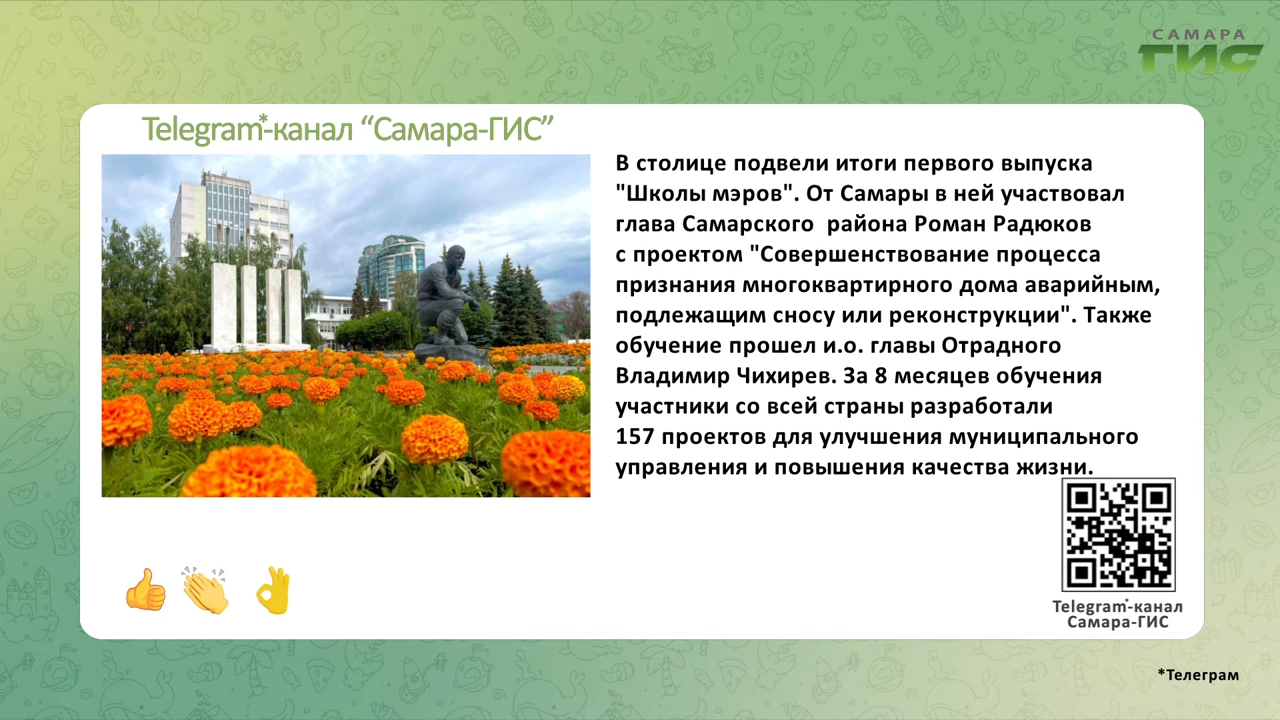 САМАРА
ГИС
Telegram*-канал “Самара-ГИС”
В столице подвели итоги первого выпуска
"Школы мэров". От Самары в ней участвовал
глава Самарского района Роман Радюков
с проектом "Совершенствование процесса
признания многоквартирного дома аварийным,
подлежащим сносу или реконструкции". Также
обучение прошел и.о. главы Отрадного
Владимир Чихирев. За 8 месяцев обучения
участники со всей страны разработали
157 проектов для улучшения муниципального
управления и повышения качества жизни.
Telegram*-канал
Самара-ГИС
*Телеграм